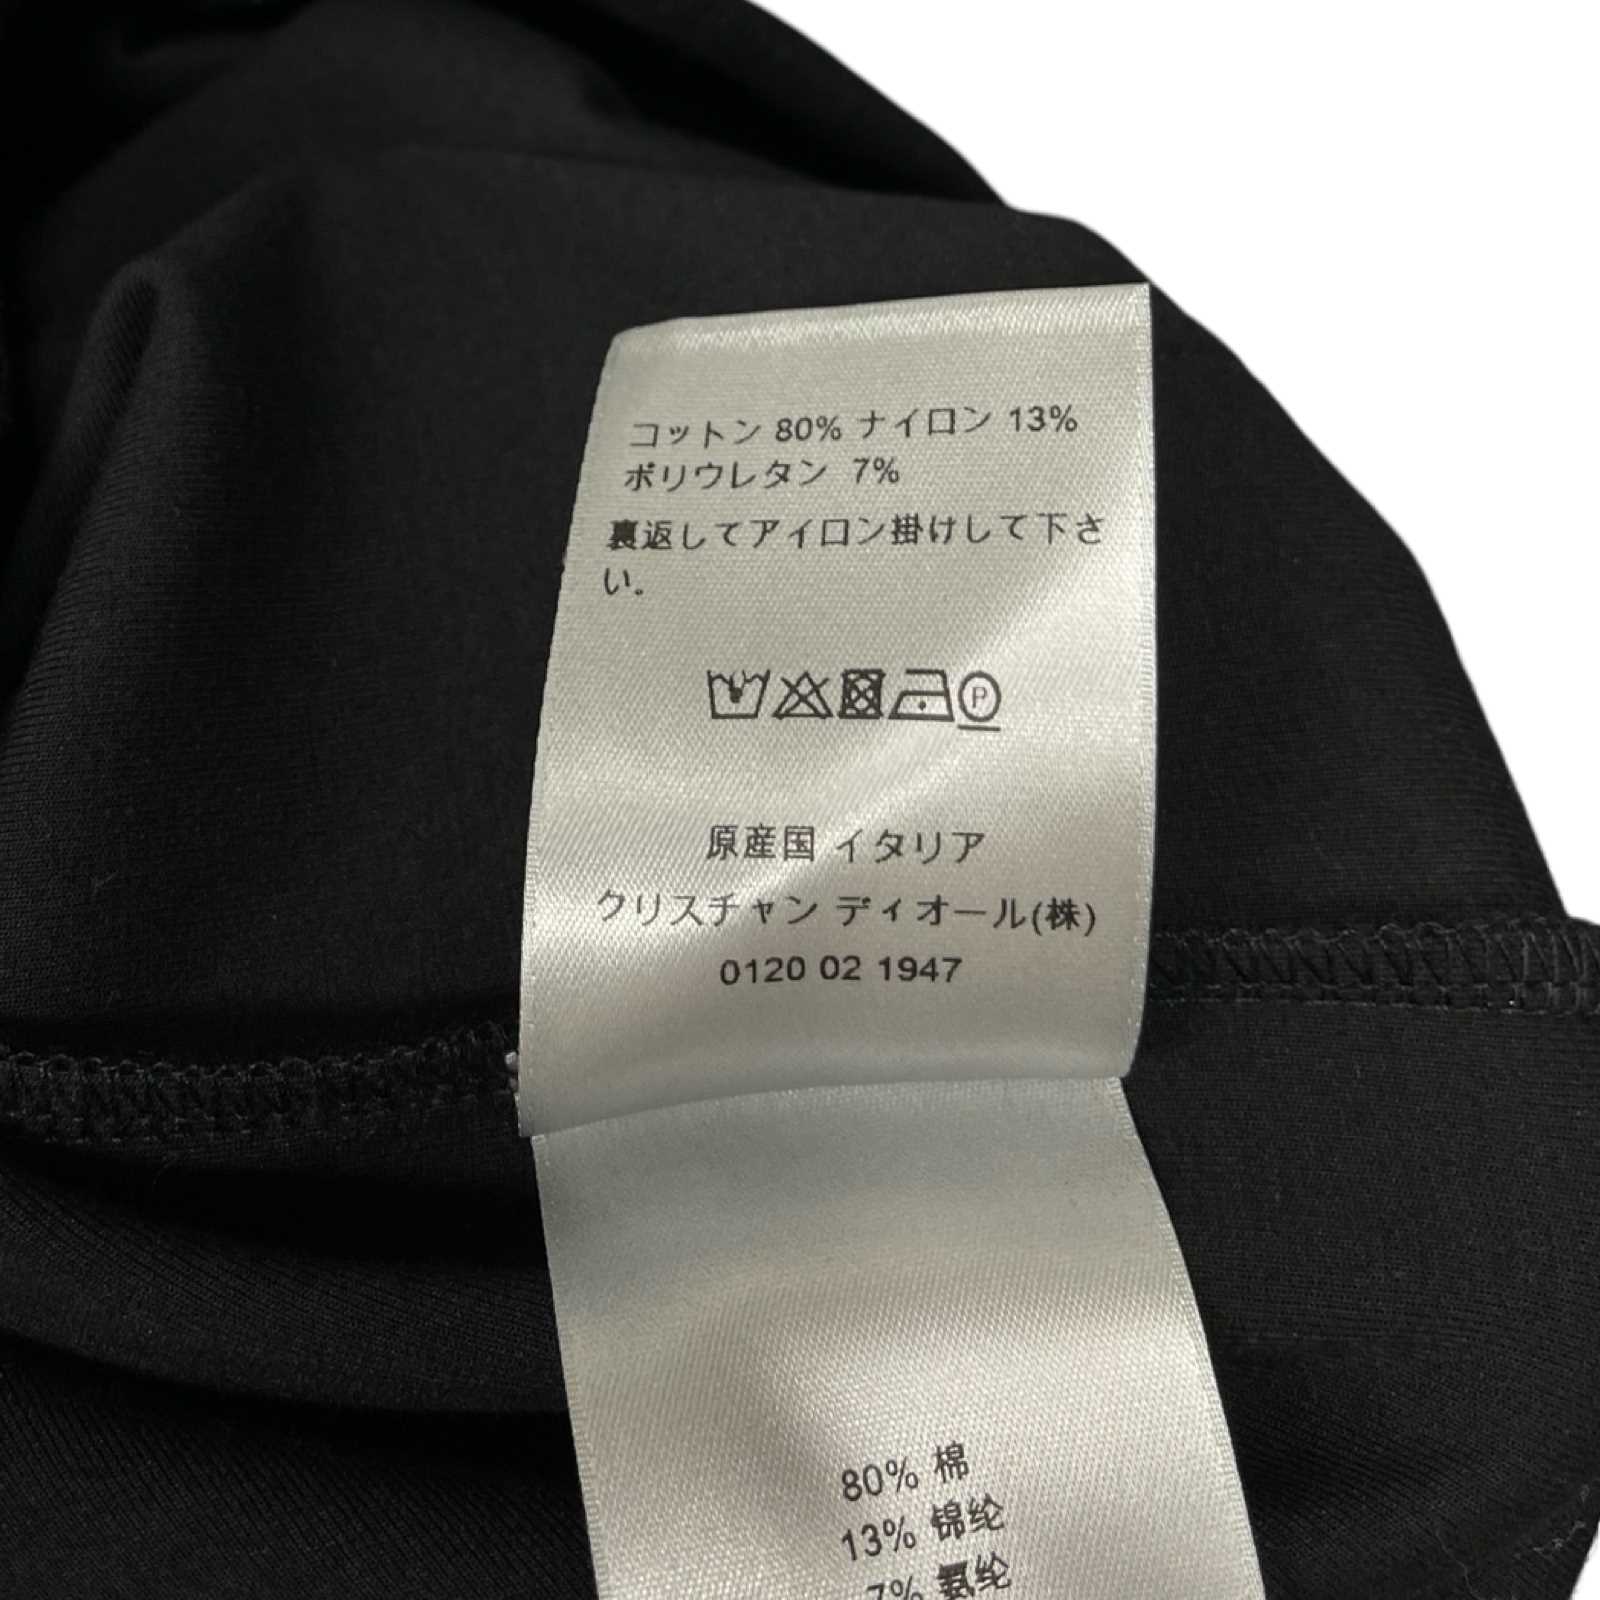 コットン 80% ナイロン 13%
ポリウレタン 7%
裏返してアイロン掛けして下さ
い。
P
原産国 イタリア
クリスチャン ディオール(株)
0120 02 1947
80% 棉
13% 锦纶
7% 氨纶